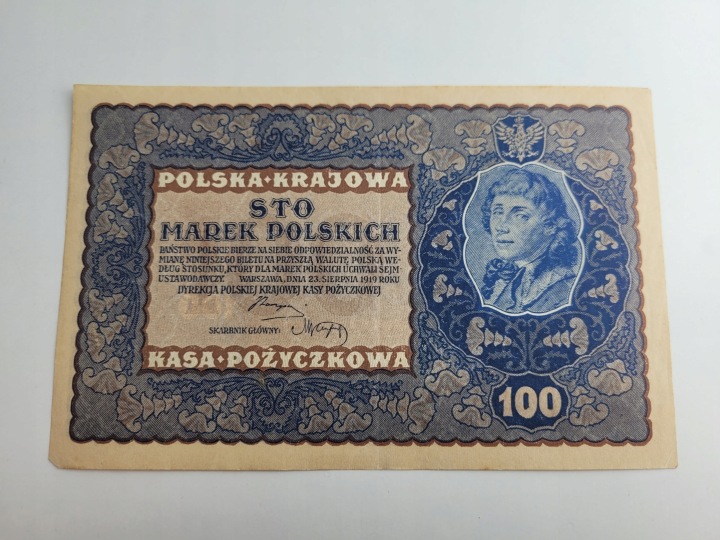 POLSKA·KRAJOWA
STO
MAREK POLSKICH
PAŃSTWO POLSKIE BIERZE NA SIEBIE ODPOWIEDZIALNOŚĆ ZA WY-
MIANĘ NINIEJSZEGO BILETU NA PRZYSZŁĄ WALUTĘ POLSKĄ WE-
DŁUG STOSUNKU, KTÓRY DLA MAREK POLSKICH UCHWALI SEJM
USTAWODAWCZY. WARSZAWA, DNIA 23. SIERPNIA 1919 ROKU
DYREKCJA POLSKIEJ KRAJOWEJ KASY POŻYCZKOWEJ
SKARBNIK GŁÓWNY:
KASA·POŻYCZKOWA
100